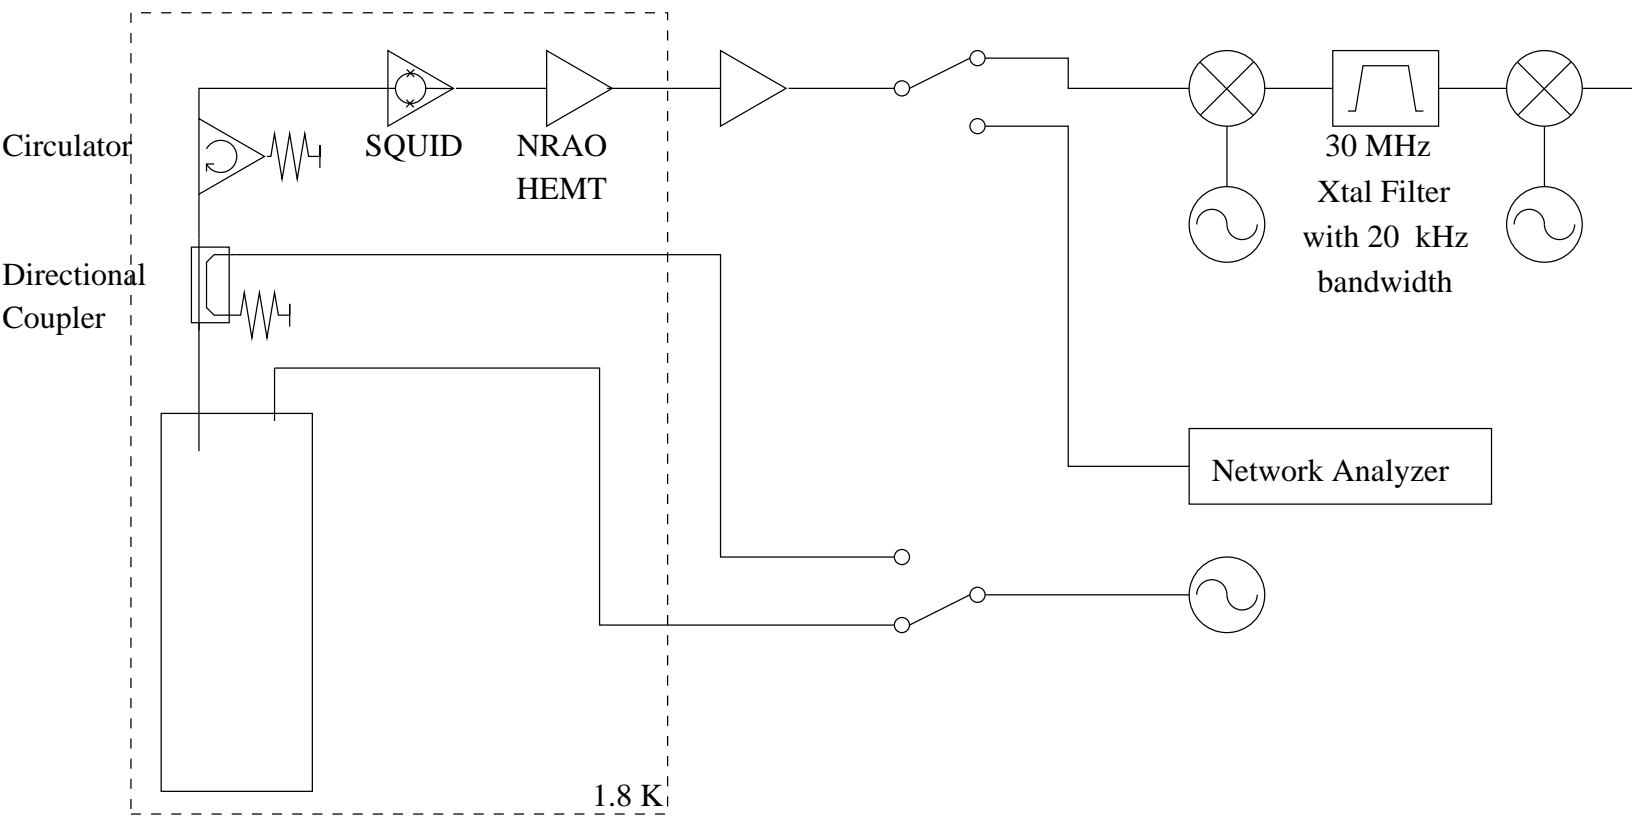 Circulator
SQUID
NRAO
HEMT
30 MHz
Xtal Filter
with 20 kHz
bandwidth
Directional
Coupler
Network Analyzer
1.8 K